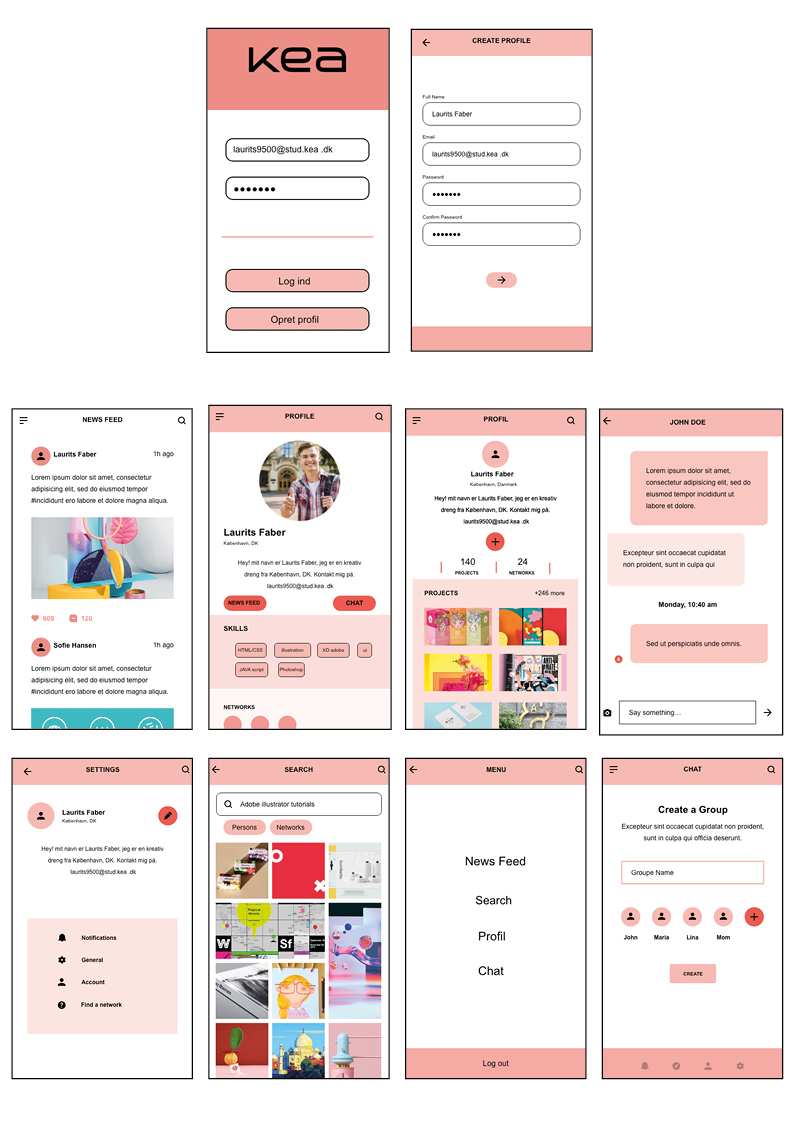 kea
laurits9500@stud.kea .dk
Log ind
Opret profil
CREATE PROFILE
Full Name
Laurits Faber
Email
laurits9500@stud.kea .dk
Password
Confirm Password
NEWS FEED
Laurits Faber
1h ago
Lorem ipsum dolor sit amet, consectetur
adipisicing elit, sed do eiusmod tempor
#incididunt ero labore et dolore magna aliqua.
609
120
Sofie Hansen
1h ago
Lorem ipsum dolor sit amet, consectetur
adipisicing elit, sed do eiusmod tempor
#incididunt ero labore et dolore magna aliqua.
PROFILE
Laurits Faber
København, DK
Hey! mit navn er Laurits Faber, jeg er en kreativ
dreng fra København, DK. Kontakt mig på.
laurits9500@stud.kea .dk
NEWS FEED
CHAT
SKILLS
HTML/CSS
illustration
XD adobe
ui
JAVA script
Photoshop
NETWORKS
PROFIL
Laurits Faber
København, Danmark
Hey! mit navn er Laurits Faber, jeg er en kreativ
dreng fra København, DK. Kontakt mig på.
laurits9500@stud.kea .dk
140
PROJECTS
24
NETWORKS
PROJECTS
+246 more
JOHN DOE
Lorem ipsum dolor sit amet,
consectetur adipisicing elit, sed do
eiusmod tempor incididunt ut
labore et dolore.
Excepteur sint occaecat cupidatat
non proident, sunt in culpa qui
Monday, 10:40 am
Sed ut perspiciatis unde omnis.
Say something...
SETTINGS
Laurits Faber
København, DK
Hey! mit navn er Laurits Faber, jeg er en kreativ
dreng fra København, DK. Kontakt mig på.
laurits9500@stud.kea .dk
Notifications
General
Account
Find a network
SEARCH
Adobe illustrator tutorials
Persons
Networks
W
Sf
MENU
News Feed
Search
Profil
Chat
Log out
CHAT
Create a Group
Excepteur sint occaecat cupidatat non proident,
sunt in culpa qui officia deserunt.
Groupe Name
John
Maria
Lina
Mom
CREATE